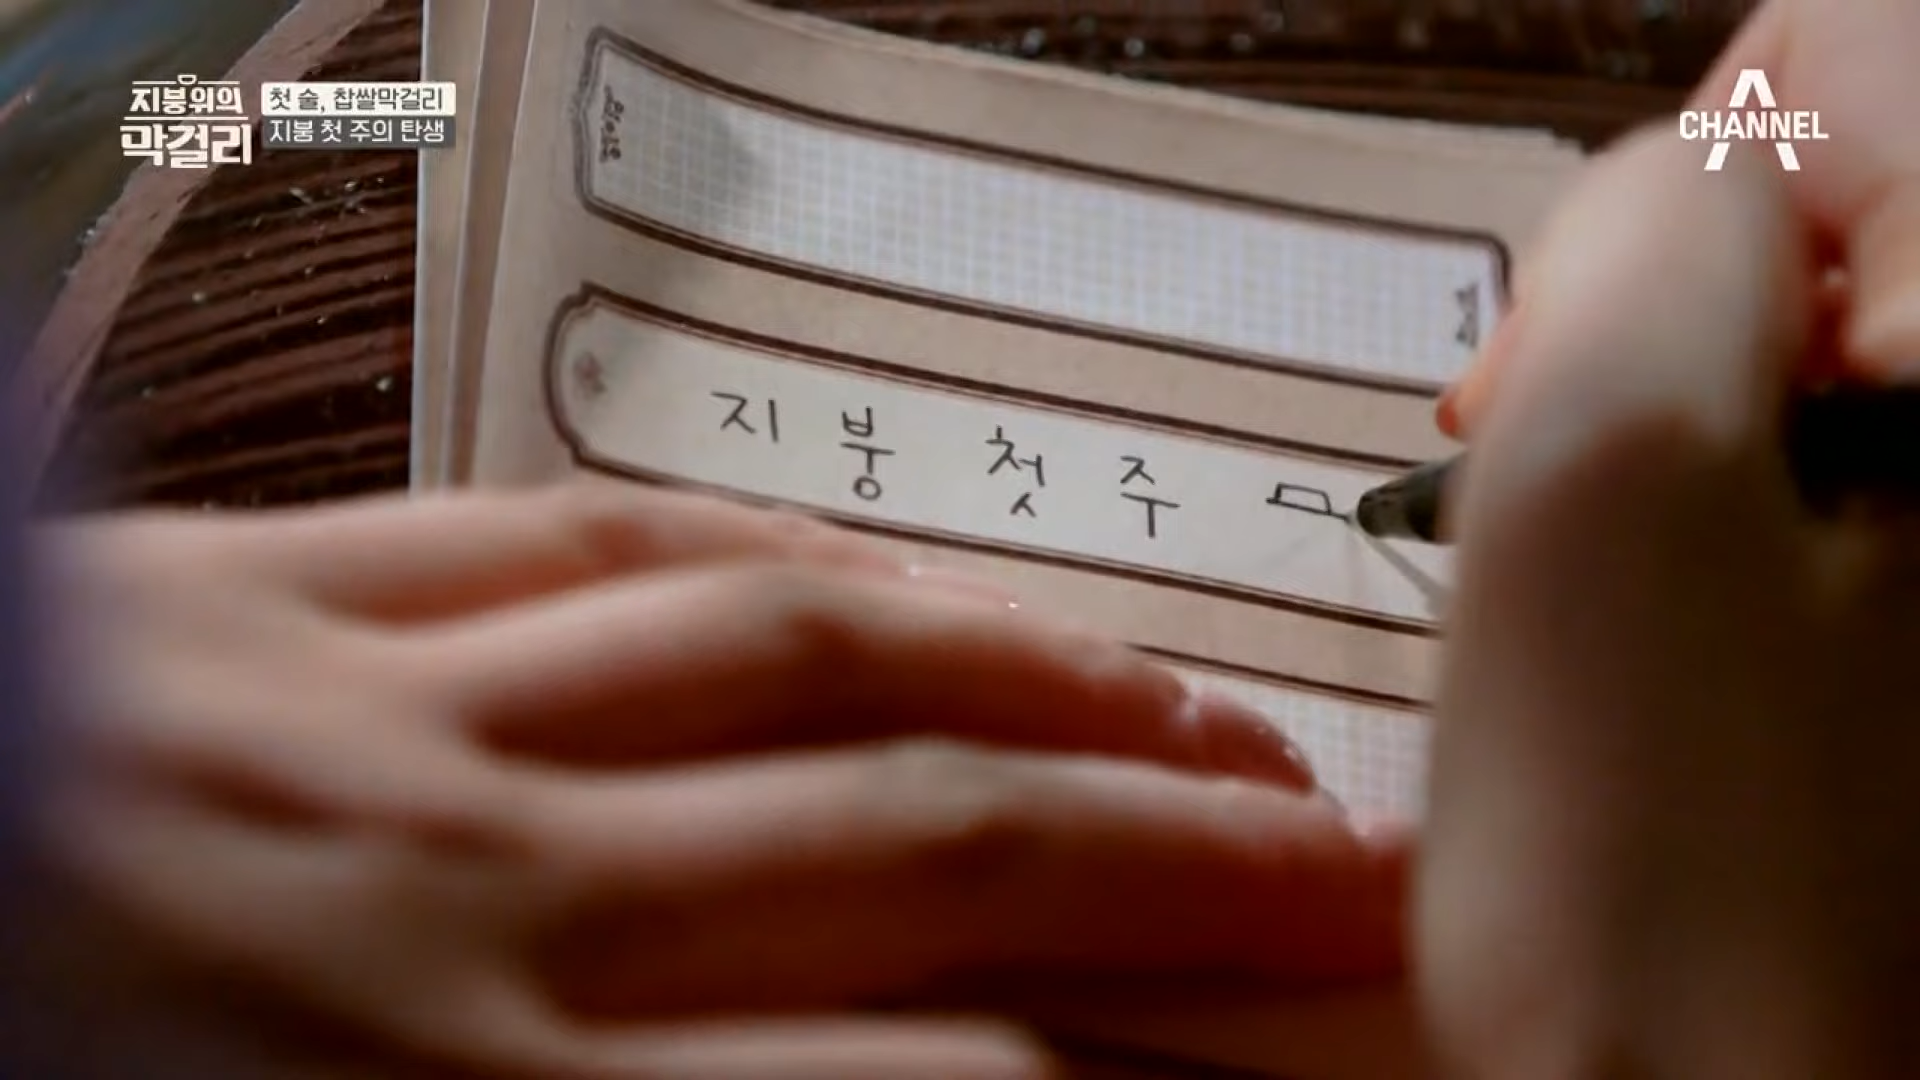 지붕위의
막걸리
첫 술, 찹쌀막걸리
지붕 첫 주의 탄생
CHANNEL A
지붕 첫주